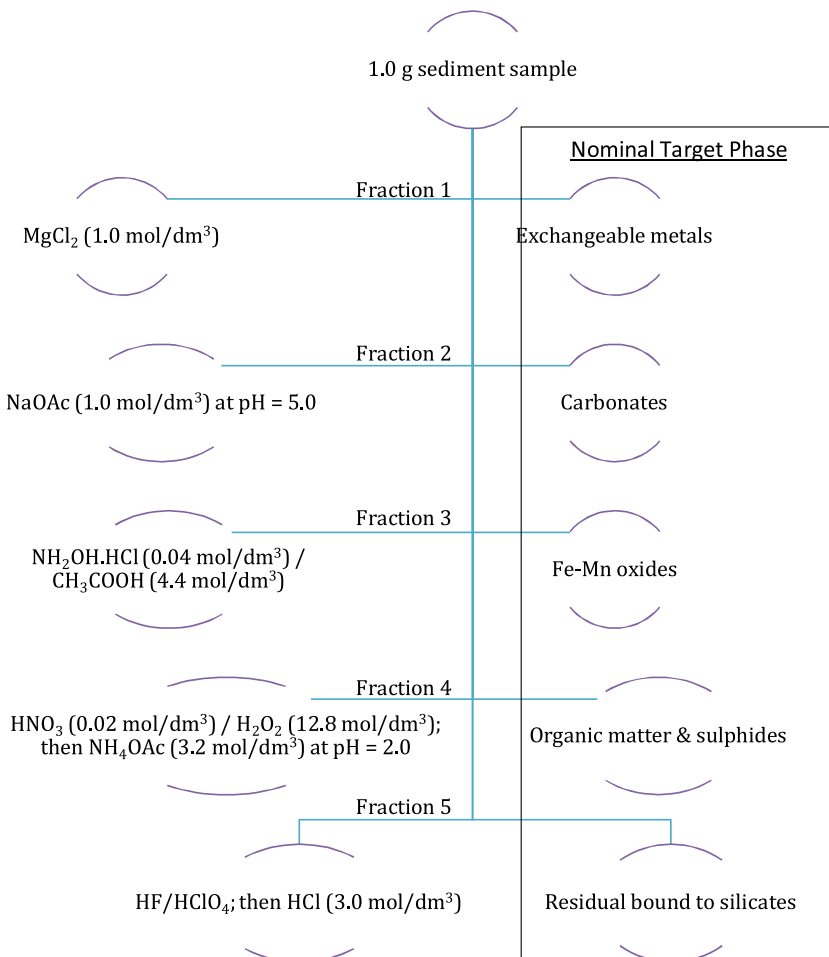 1.0 g sediment sample
Nominal Target Phase
Fraction 1
MgCl₂ (1.0 mol/dm³)
Exchangeable metals
Fraction 2
NaOAc (1.0 mol/dm³) at pH = 5.0
Carbonates
Fraction 3
NH₂OH.HCl (0.04 mol/dm³) /
CH₃COOH (4.4 mol/dm³)
Fe-Mn oxides
Fraction 4
HNO₃ (0.02 mol/dm³) / H₂O₂ (12.8 mol/dm³);
then NH₄OAc (3.2 mol/dm³) at pH = 2.0
Organic matter & sulphides
Fraction 5
HF/HClO₄; then HCl (3.0 mol/dm³)
Residual bound to silicates